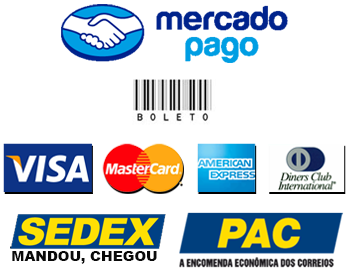 mercado
pago
BOLETO
VISA
MasterCard
AMERICAN
EXPRESS
Diners Club
International
SEDEX
MANDOU, CHEGOU
PAC
A ENCOMENDA ECONÔMICA DOS CORREIOS